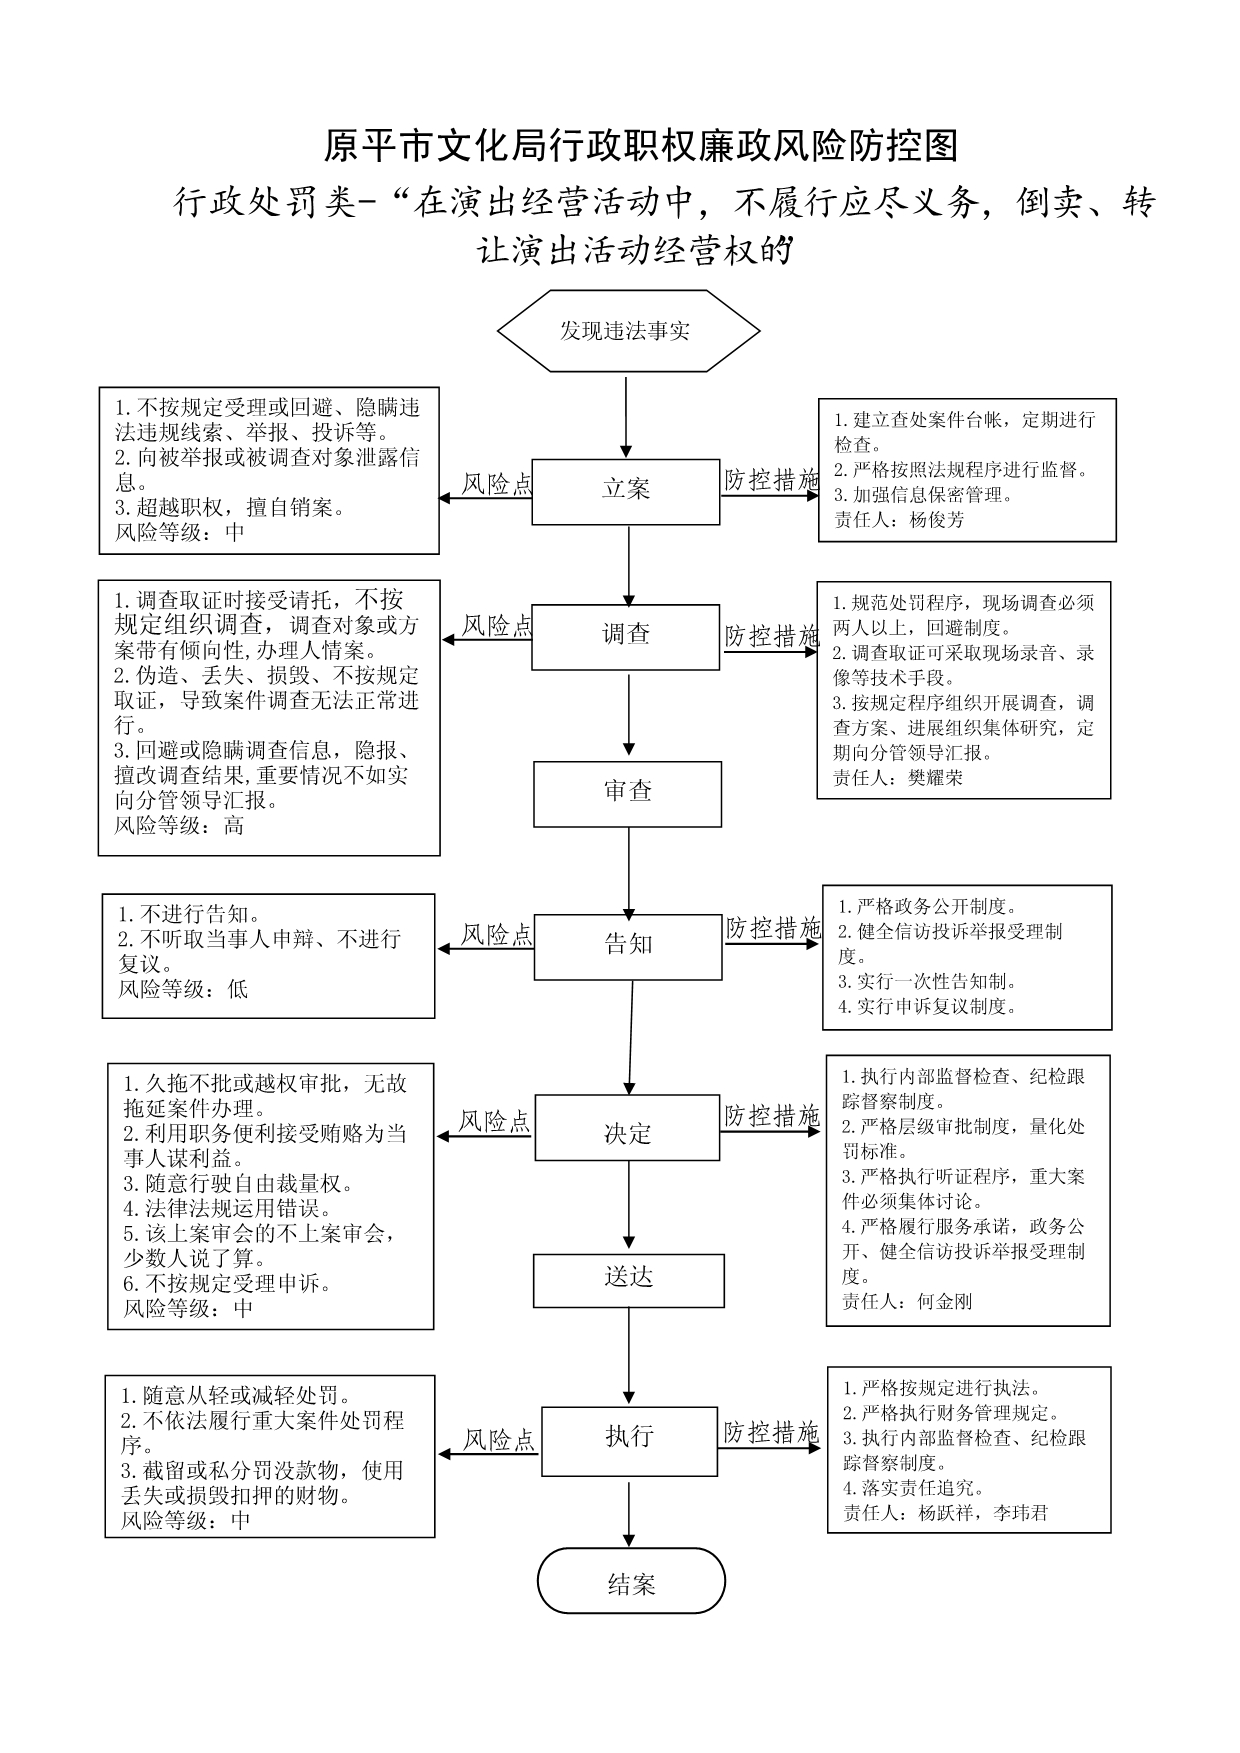 原平市文化局行政职权廉政风险防控图
行政处罚类-“在演出经营活动中，不履行应尽义务，倒卖、转
让演出活动经营权的”
发现违法事实
1.不按规定受理或回避、隐瞒违
法违规线索、举报、投诉等。
2.向被举报或被调查对象泄露信
息。
3.超越职权，擅自销案。
风险等级：中
风险点
立案
防控措施
1.建立查处案件台帐，定期进行
检查。
2.严格按照法规程序进行监督。
3.加强信息保密管理。
责任人：杨俊芳
1.调查取证时接受请托，不按
规定组织调查，调查对象或方
案带有倾向性,办理人情案。
2.伪造、丢失、损毁、不按规定
取证，导致案件调查无法正常进
行。
3.回避或隐瞒调查信息，隐报、
擅改调查结果,重要情况不如实
向分管领导汇报。
风险等级：高
风险点
调查
防控措施
1.规范处罚程序，现场调查必须
两人以上，回避制度。
2.调查取证可采取现场录音、录
像等技术手段。
3.按规定程序组织开展调查，调
查方案、进展组织集体研究，定
期向分管领导汇报。
责任人：樊耀荣
审查
1.不进行告知。
2.不听取当事人申辩、不进行
复议。
风险等级：低
风险点
告知
防控措施
1.严格政务公开制度。
2.健全信访投诉举报受理制
度。
3.实行一次性告知制。
4.实行申诉复议制度。
1.久拖不批或越权审批，无故
拖延案件办理。
2.利用职务便利接受贿赂为当
事人谋利益。
3.随意行驶自由裁量权。
4.法律法规运用错误。
5.该上案审会的不上案审会，
少数人说了算。
6.不按规定受理申诉。
风险等级：中
风险点
决定
防控措施
1.执行内部监督检查、纪检跟
踪督察制度。
2.严格层级审批制度，量化处
罚标准。
3.严格执行听证程序，重大案
件必须集体讨论。
4.严格履行服务承诺，政务公
开、健全信访投诉举报受理制
度。
责任人：何金刚
送达
1.随意从轻或减轻处罚。
2.不依法履行重大案件处罚程
序。
3.截留或私分罚没款物，使用
丢失或损毁扣押的财物。
风险等级：中
风险点
执行
防控措施
1.严格按规定进行执法。
2.严格执行财务管理规定。
3.执行内部监督检查、纪检跟
踪督察制度。
4.落实责任追究。
责任人：杨跃祥，李玮君
结案